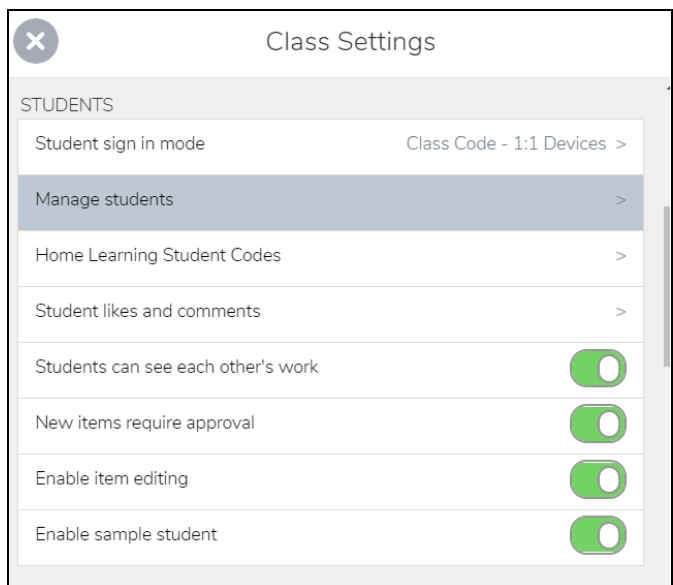 Class Settings
STUDENTS
Student sign in mode Class Code - 1:1 Devices >
Manage students >
Home Learning Student Codes >
Student likes and comments >
Students can see each other's work
New items require approval
Enable item editing
Enable sample student